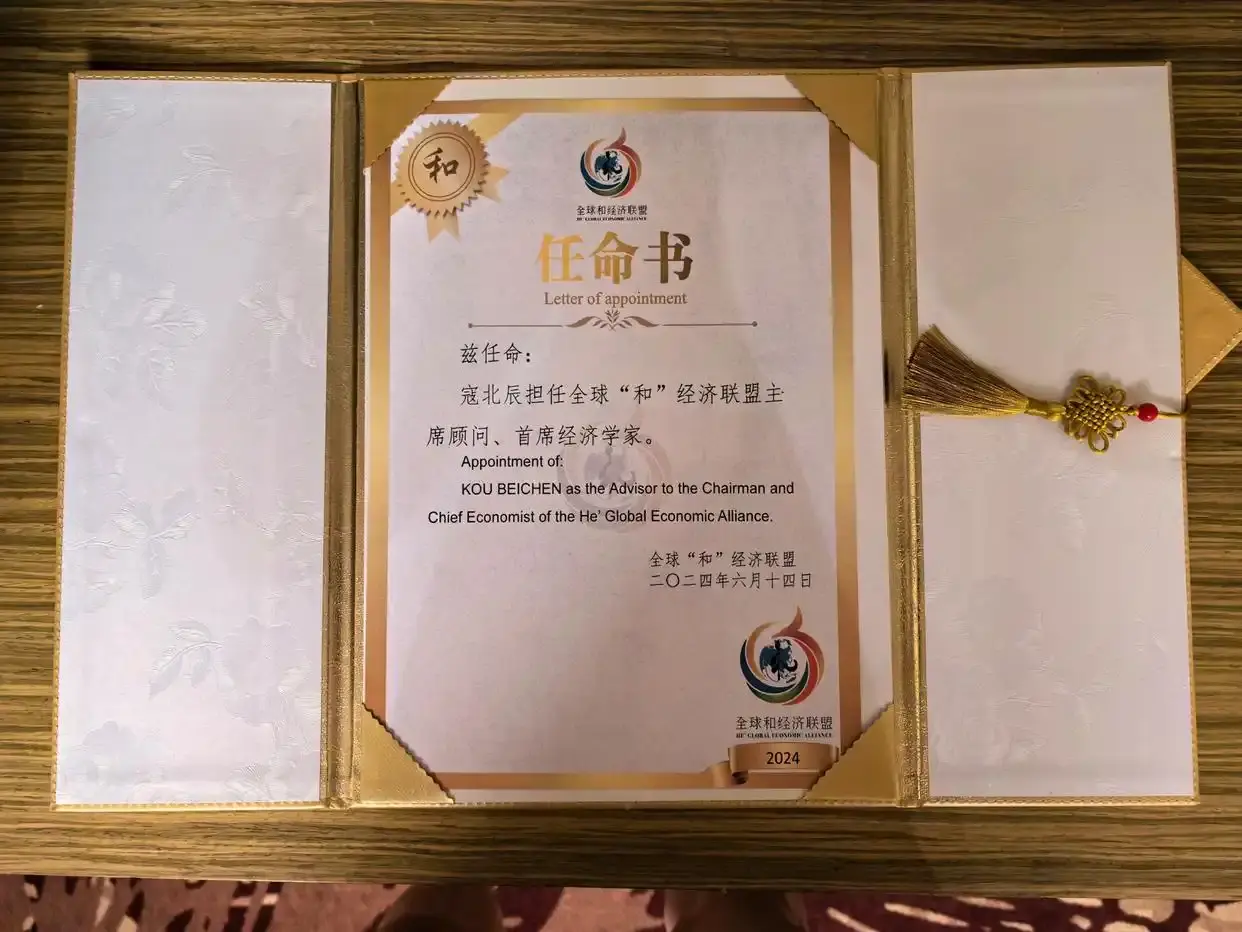 和
全球和经济联盟
HE' GLOBAL ECONOMIC ALLIANCE
任命书
Letter of appointment
兹任命：
寇北辰担任全球“和”经济联盟主
席顾问、首席经济学家。
Appointment of:
KOU BEICHEN as the Advisor to the Chairman and
Chief Economist of the He’ Global Economic Alliance.
全球“和”经济联盟
二〇二四年六月十四日
全球和经济联盟
HE' GLOBAL ECONOMIC ALLIANCE
2024